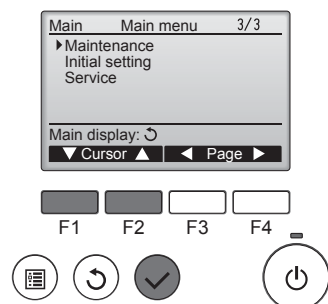 Main Main menu 3/3
Maintenance
Initial setting
Service
Main display:
Cursor Page
F1 F2 F3 F4